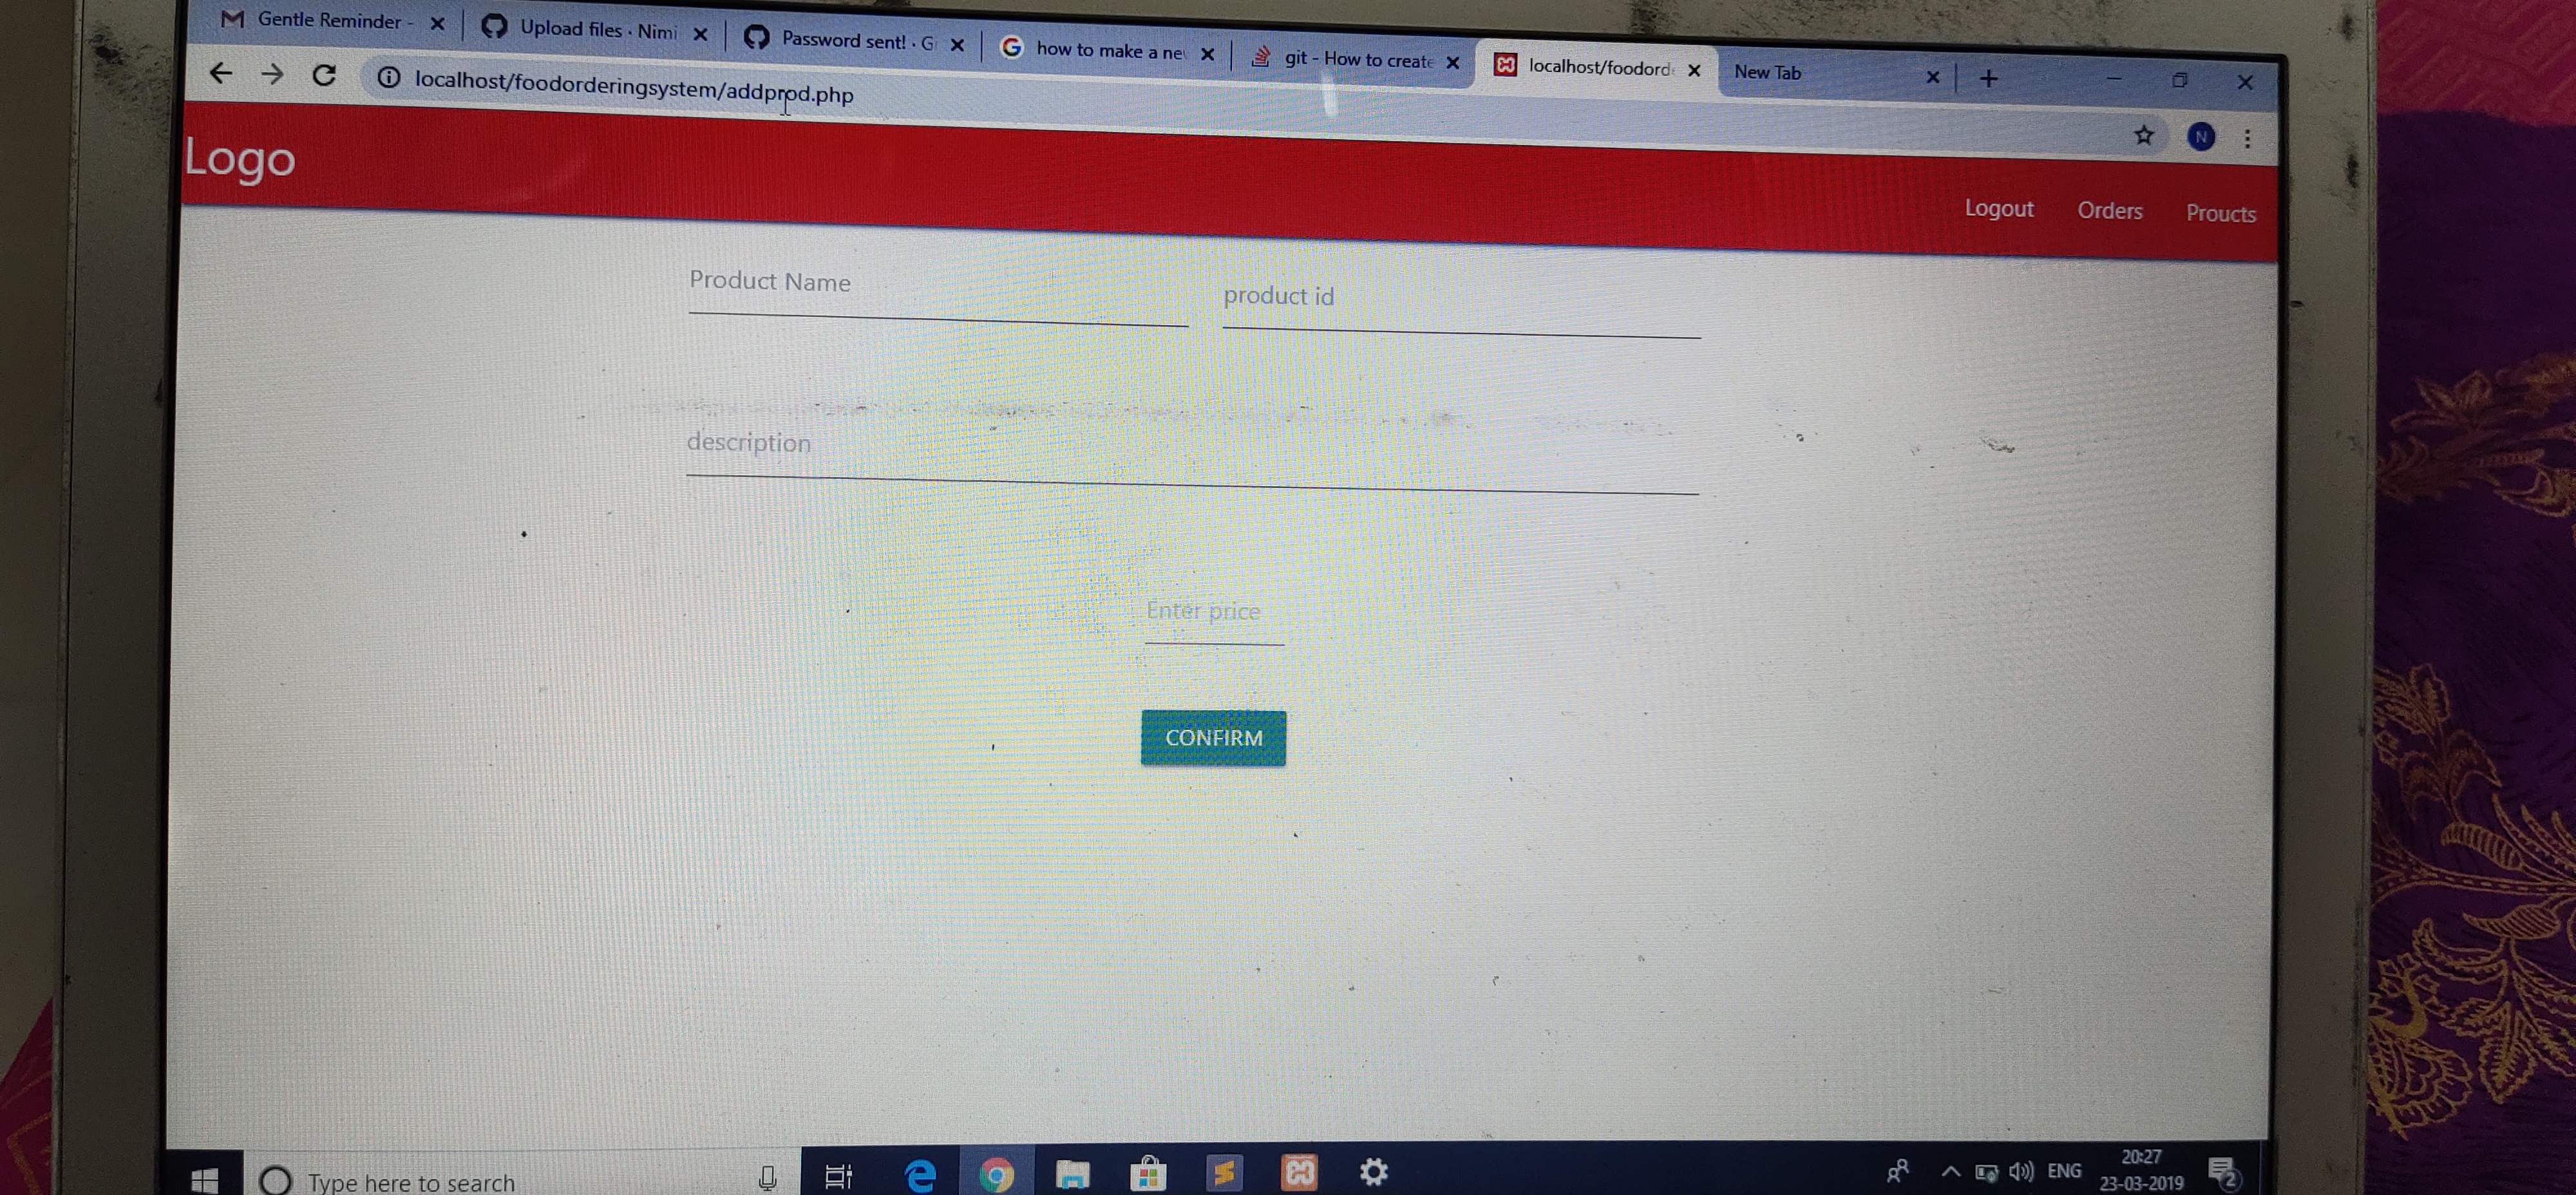 Gentle Reminder -
Upload files · Nimi
Password sent! · G
how to make a ne
git - How to create
localhost/foodord
New Tab
localhost/foodorderingsystem/addprod.php
N
Logo
Logout Orders Proucts
Product Name
product id
description
Enter price
CONFIRM
Type here to search
ENG
20:27
23-03-2019
2